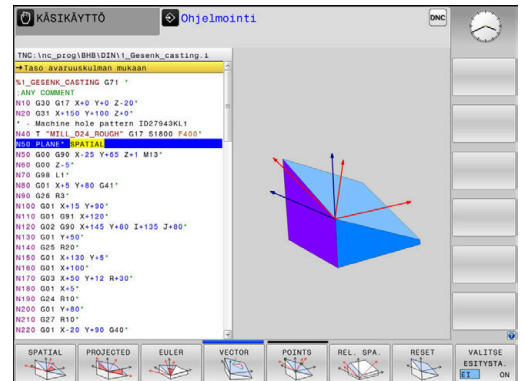 KÄSIKÄYTTÖ
Ohjelmointi
DNC
TNC:\nc_prog\BHB\DIN\1_Gesenk_casting.i
→Taso avaruuskulman mukaan
%1_GESENK_CASTING G71 *
;ANY COMMENT
N10 G30 G17 X+0 Y+0 Z-20*
N20 G31 X+150 Y+100 Z+0*
* - Machine hole pattern ID27943KL1
N40 T "MILL_D24_ROUGH" G17 S1800 F400*
N50 PLANE* SPATIAL
N50 G00 G90 X-25 Y+65 Z+1 M13*
N60 G00 Z-5*
N70 G98 L1*
N80 G01 X+5 Y+80 G41*
N90 G26 R3*
N100 G01 X+15 Y+90*
N110 G01 G91 X+120*
N120 G02 G90 X+145 Y+80 I+135 J+80*
N130 G01 Y+50*
N140 G25 R20*
N150 G01 X+130 Y+5*
N160 G01 X+100*
N170 G03 X+50 Y+12 R+30*
N180 G01 X+5*
N190 G24 R10*
N200 G01 Y+80*
N210 G27 R10*
N220 G01 X-20 Y+90 G40*
SPATIAL
PROJECTED
EULER
VECTOR
POINTS
REL. SPA.
RESET
VALITSE
ESITYSTA.
EI ON